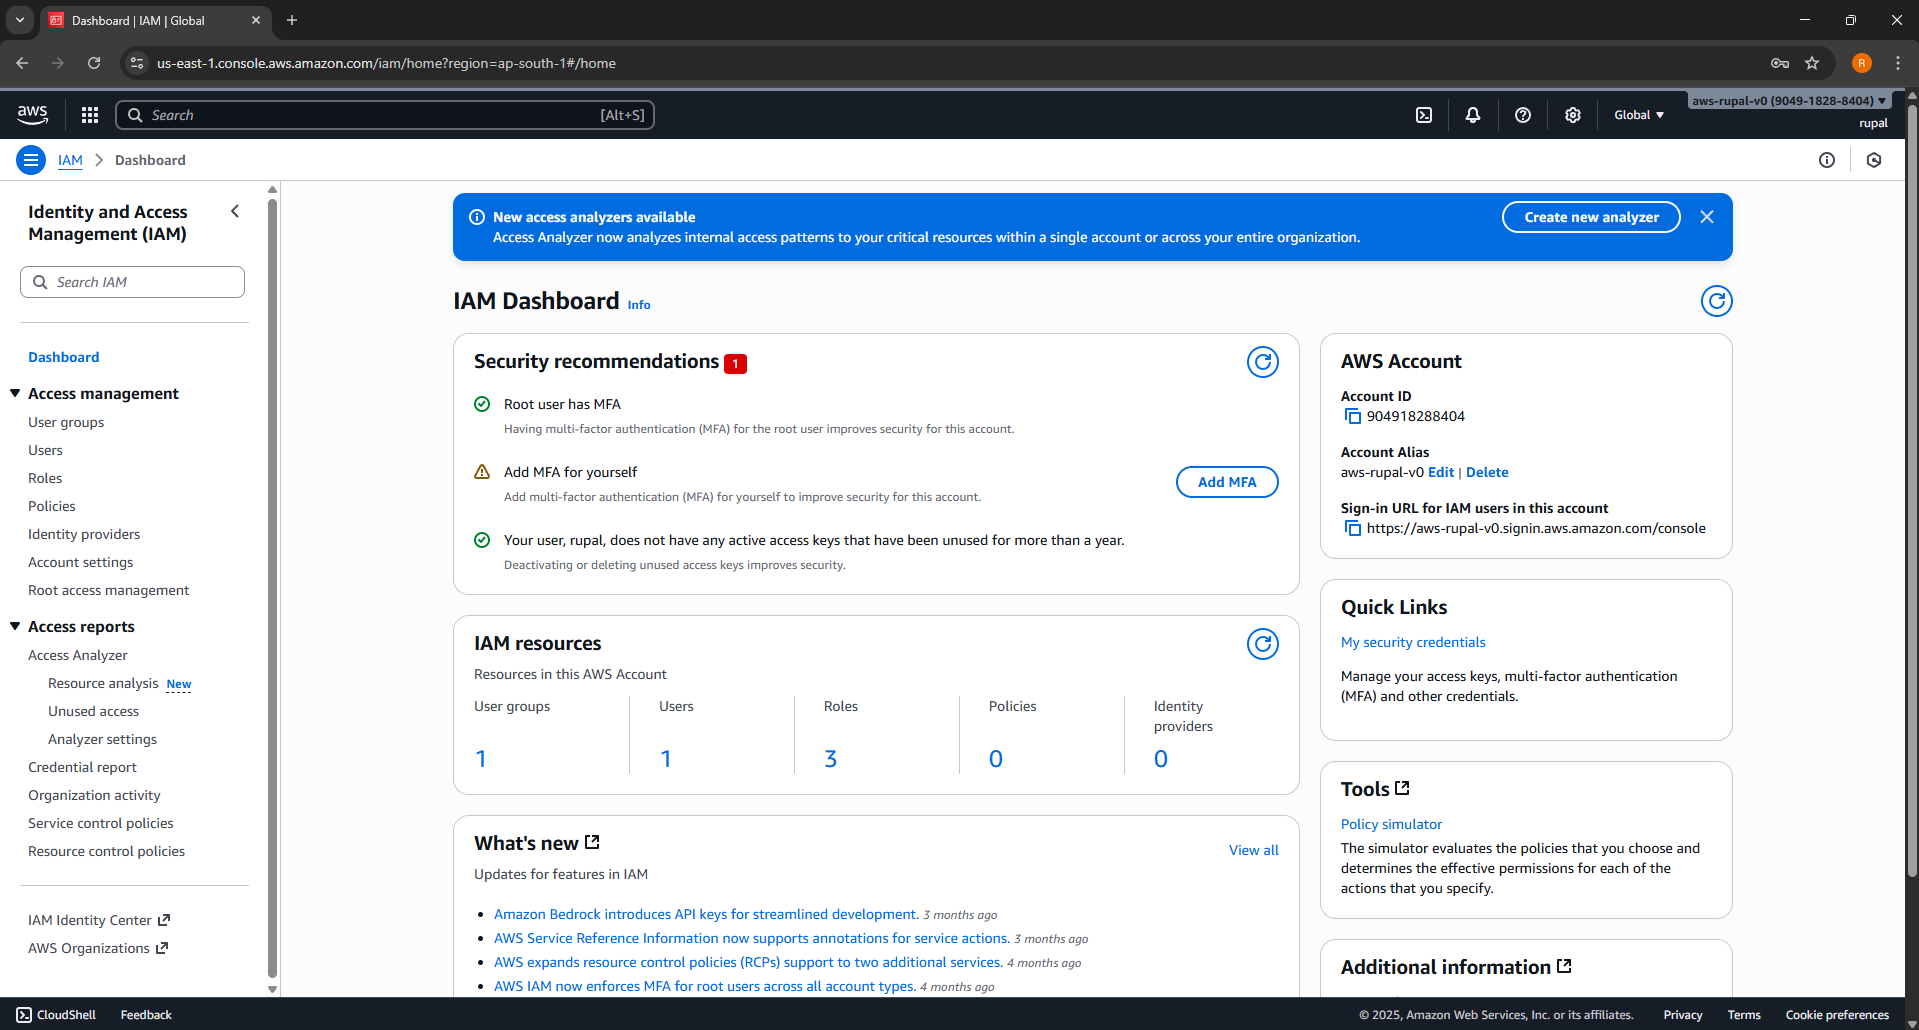 Dashboard | IAM | Global
us-east-1.console.aws.amazon.com/iam/home?region=ap-south-1#/home
R
aws
Search
[Alt+S]
Global
aws-rupal-v0 (9049-1828-8404)
rupal
IAM
Dashboard
Identity and Access
Management (IAM)
Search IAM
Dashboard
Access management
User groups
Users
Roles
Policies
Identity providers
Account settings
Root access management
Access reports
Access Analyzer
Resource analysis New
Unused access
Analyzer settings
Credential report
Organization activity
Service control policies
Resource control policies
IAM Identity Center
AWS Organizations
New access analyzers available
Access Analyzer now analyzes internal access patterns to your critical resources within a single account or across your entire organization.
Create new analyzer
IAM Dashboard Info
Security recommendations 1
Root user has MFA
Having multi-factor authentication (MFA) for the root user improves security for this account.
Add MFA for yourself
Add multi-factor authentication (MFA) for yourself to improve security for this account.
Add MFA
Your user, rupal, does not have any active access keys that have been unused for more than a year.
Deactivating or deleting unused access keys improves security.
IAM resources
Resources in this AWS Account
User groups
1
Users
1
Roles
3
Policies
0
Identity
providers
0
What's new
View all
Updates for features in IAM
Amazon Bedrock introduces API keys for streamlined development. 3 months ago
AWS Service Reference Information now supports annotations for service actions. 3 months ago
AWS expands resource control policies (RCPs) support to two additional services. 4 months ago
AWS IAM now enforces MFA for root users across all account types. 4 months ago
AWS Account
Account ID
904918288404
Account Alias
aws-rupal-v0 Edit | Delete
Sign-in URL for IAM users in this account
https://aws-rupal-v0.signin.aws.amazon.com/console
Quick Links
My security credentials
Manage your access keys, multi-factor authentication
(MFA) and other credentials.
Tools
Policy simulator
The simulator evaluates the policies that you choose and
determines the effective permissions for each of the
actions that you specify.
Additional information
CloudShell
Feedback
© 2025, Amazon Web Services, Inc. or its affiliates.
Privacy
Terms
Cookie preferences